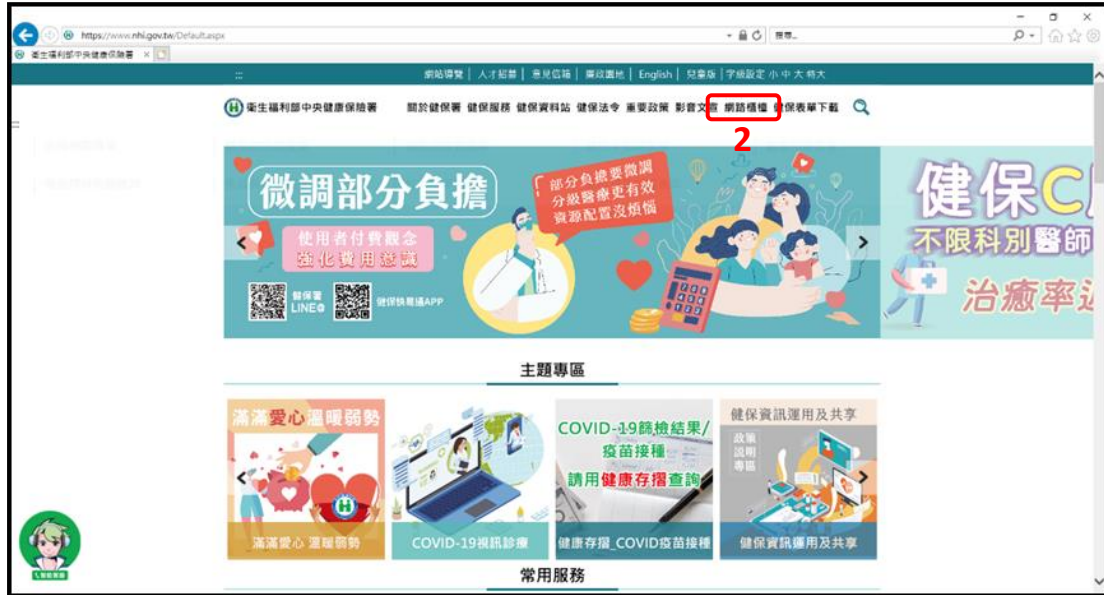 https://www.nhi.gov.tw/Default.aspx
搜尋...
衛生福利部中央健康保險署
網站導覽 | 人才招募 | 意見信箱 | 廉政園地 | English | 兒童版 | 字級設定 小 中 大 特大
衛生福利部中央健康保險署 關於健保署 健保服務 健保資料站 健保法令 重要政策 影音文宣 網路櫃檯 健保表單下載
2
微調部分負擔
部分負擔要微調
分級醫療更有效
資源配置沒煩惱
使用者付費觀念
強化費用意識
健保署
LINE@
健保快易通APP
健保C
不限科別醫師
治癒率
主題專區
滿滿愛心溫暖弱勢
COVID-19篩檢結果/
疫苗接種
請用健康存摺查詢
健保資訊運用及共享
政策
說明
專區
滿滿愛心 溫暖弱勢
COVID-19視訊診療
健康存摺_COVID疫苗接種
健保資訊運用及共享
智能客服
常用服務